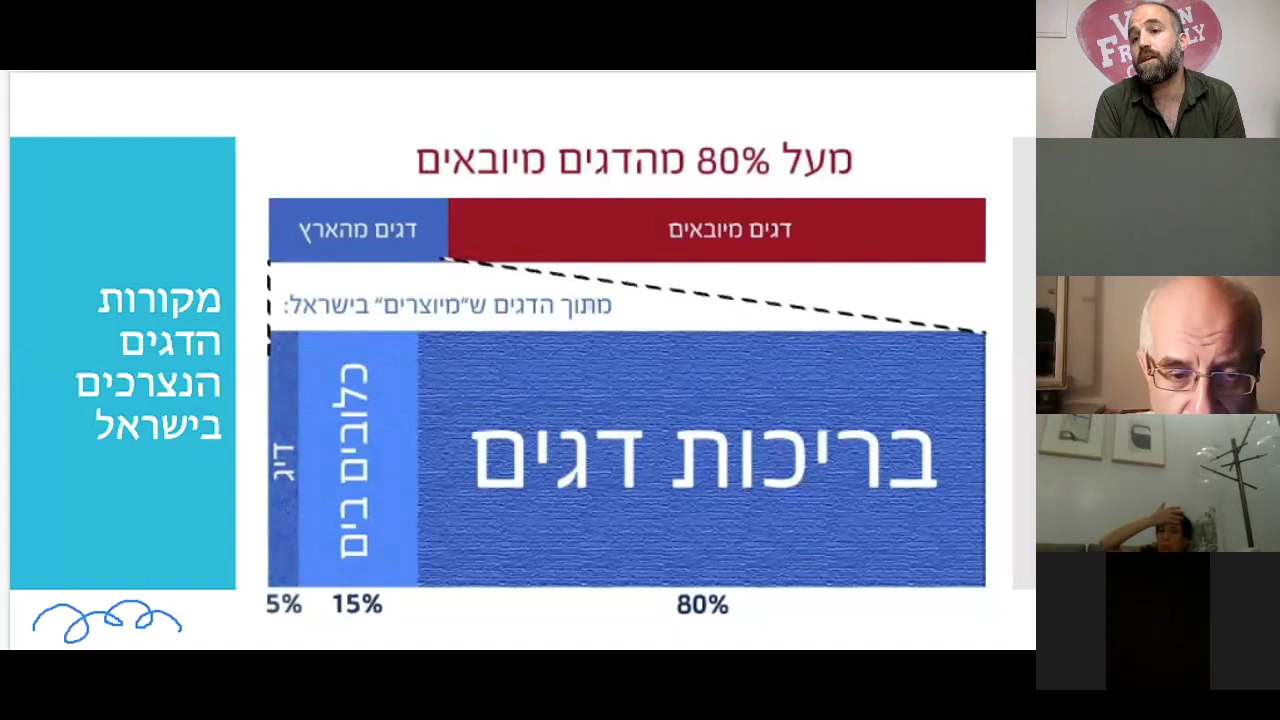 מעל 80% מהדגים מיובאים
דגים מהארץ
דגים מיובאים
מתוך הדגים ש״מיוצרים״ בישראל:
דיג
כלובים בים
בריכות דגים
5%
15%
80%
מקורות
הדגים
הנצרכים
בישראל